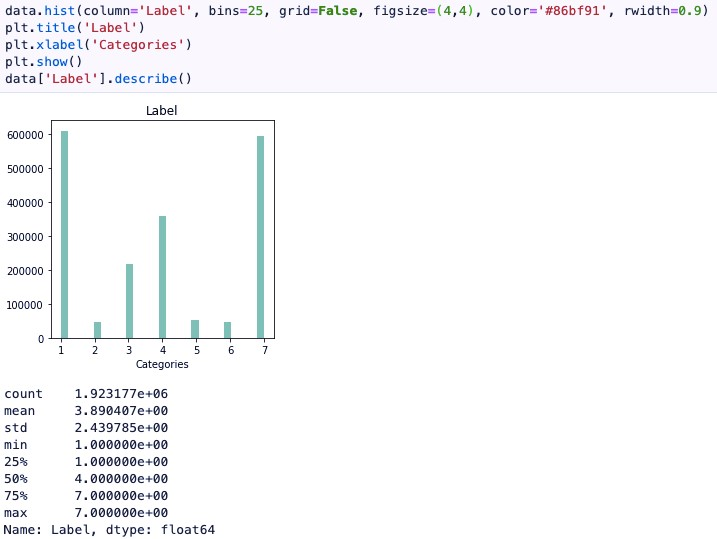 data.hist(column='Label', bins=25, grid=False, figsize=(4,4), color='#86bf91', rwidth=0.9)
plt.title('Label')
plt.xlabel('Categories')
plt.show()
data['Label'].describe()
Label
600000
500000
400000
300000
200000
100000
0
1 2 3 4 5 6 7
Categories
count 1.923177e+06
mean 3.890407e+00
std 2.439785e+00
min 1.000000e+00
25% 1.000000e+00
50% 4.000000e+00
75% 7.000000e+00
max 7.000000e+00
Name: Label, dtype: float64